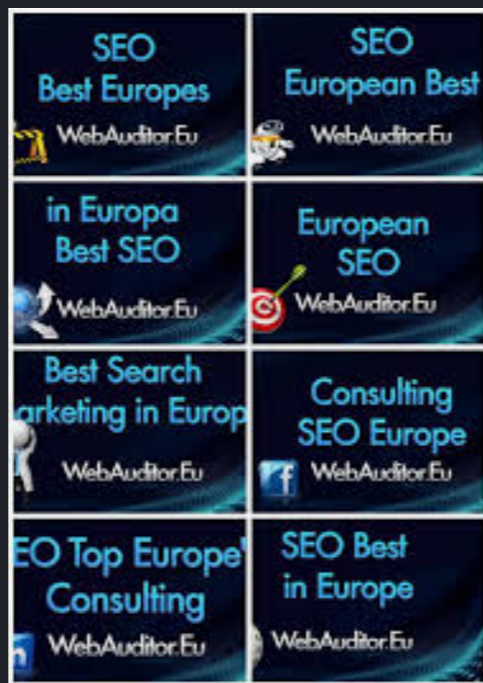 SEO
Best Europes
WebAuditor.Eu
SEO
European Best
WebAuditor.Eu
in Europa
Best SEO
WebAuditor.Eu
European
SEO
WebAuditor.Eu
Best Search
arketing in Europ
WebAuditor.Eu
Consulting
SEO Europe
f
WebAuditor.Eu
EO Top Europe'
Consulting
in
WebAuditor.Eu
SEO Best
in Europe
WebAuditor.Eu